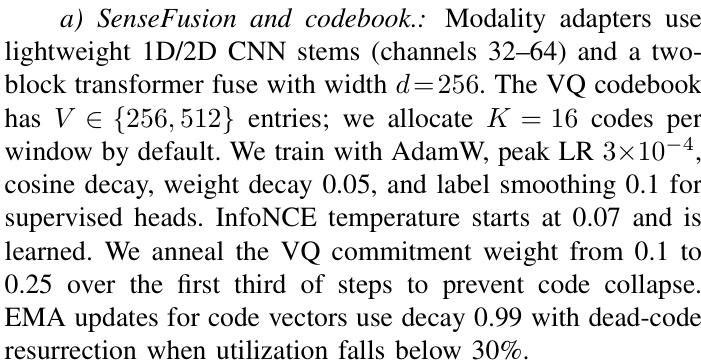 a) SenseFusion and codebook.: Modality adapters use
lightweight 1D/2D CNN stems (channels 32–64) and a two-
block transformer fuse with width d=256. The VQ codebook
has V ∈ {256, 512} entries; we allocate K = 16 codes per
window by default. We train with AdamW, peak LR 3×10⁻⁴,
cosine decay, weight decay 0.05, and label smoothing 0.1 for
supervised heads. InfoNCE temperature starts at 0.07 and is
learned. We anneal the VQ commitment weight from 0.1 to
0.25 over the first third of steps to prevent code collapse.
EMA updates for code vectors use decay 0.99 with dead-code
resurrection when utilization falls below 30%.